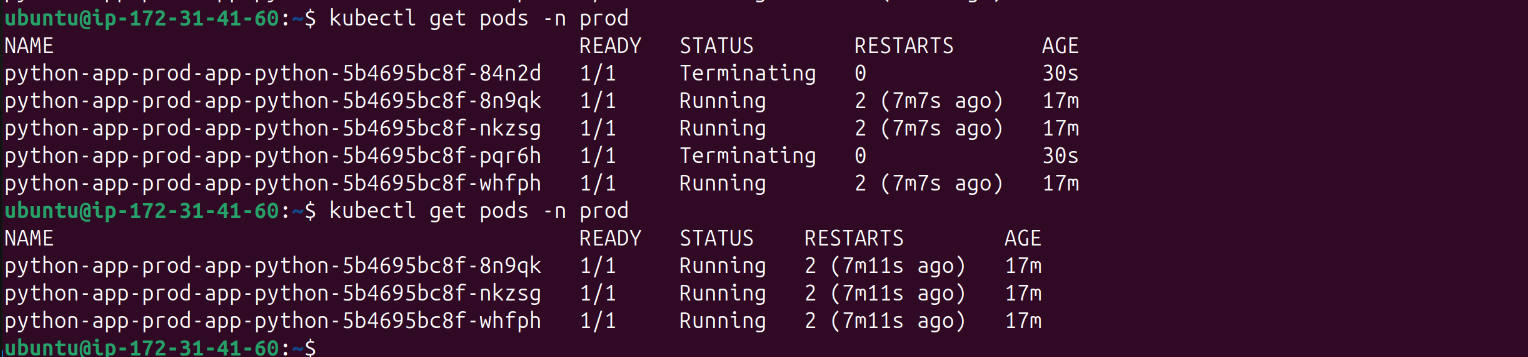 ubuntu@ip-172-31-41-60:~$ kubectl get pods -n prod
NAME READY STATUS RESTARTS AGE
python-app-prod-app-python-5b4695bc8f-84n2d 1/1 Terminating 0 30s
python-app-prod-app-python-5b4695bc8f-8n9qk 1/1 Running 2 (7m7s ago) 17m
python-app-prod-app-python-5b4695bc8f-nkzsg 1/1 Running 2 (7m7s ago) 17m
python-app-prod-app-python-5b4695bc8f-pqr6h 1/1 Terminating 0 30s
python-app-prod-app-python-5b4695bc8f-whfph 1/1 Running 2 (7m7s ago) 17m
ubuntu@ip-172-31-41-60:~$ kubectl get pods -n prod
NAME READY STATUS RESTARTS AGE
python-app-prod-app-python-5b4695bc8f-8n9qk 1/1 Running 2 (7m11s ago) 17m
python-app-prod-app-python-5b4695bc8f-nkzsg 1/1 Running 2 (7m11s ago) 17m
python-app-prod-app-python-5b4695bc8f-whfph 1/1 Running 2 (7m11s ago) 17m
ubuntu@ip-172-31-41-60:~$